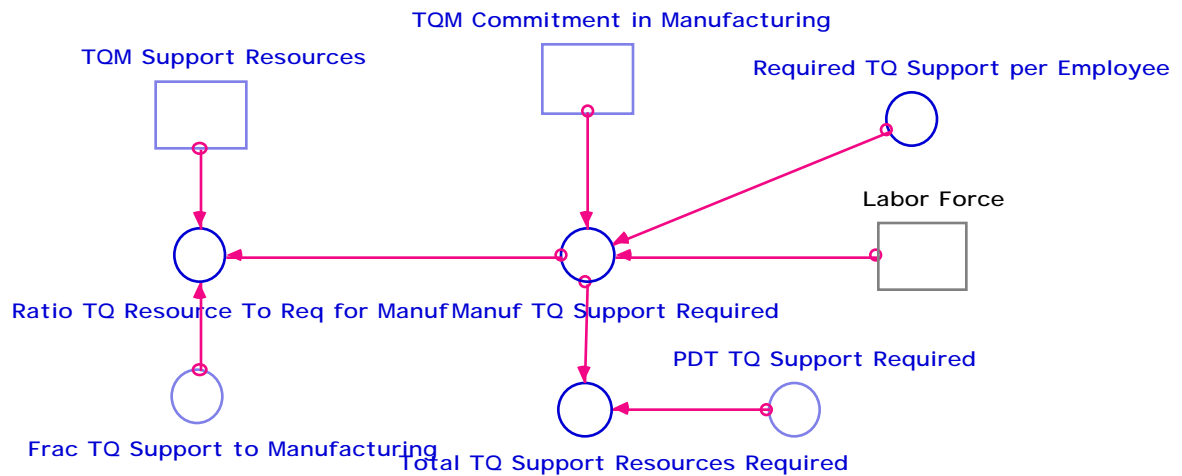 TQM Commitment in Manufacturing
TQM Support Resources
Required TQ Support per Employee
Labor Force
Ratio TQ Resource To Req for Manuf
Manuf TQ Support Required
PDT TQ Support Required
Frac TQ Support to Manufacturing
Total TQ Support Resources Required